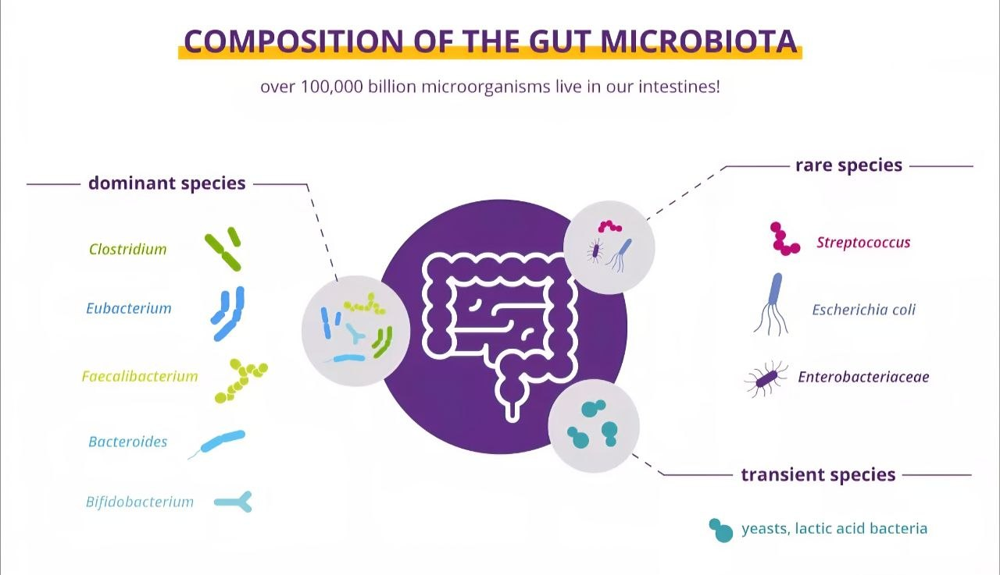 COMPOSITION OF THE GUT MICROBIOTA
over 100,000 billion microorganisms live in our intestines!
dominant species
Clostridium
Eubacterium
Faecalibacterium
Bacteroides
Bifidobacterium
rare species
Streptococcus
Escherichia coli
Enterobacteriaceae
transient species
yeasts, lactic acid bacteria